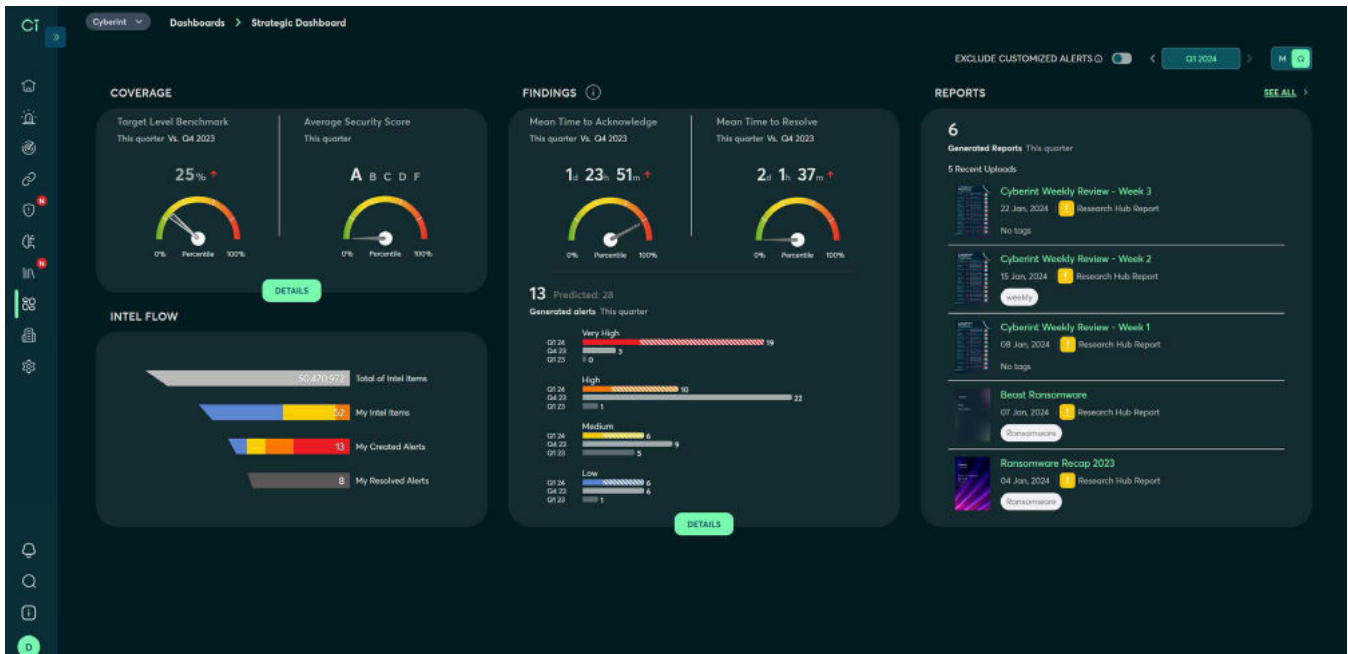 Cī
Cyberint
Dashboards > Strategic Dashboard
EXCLUDE CUSTOMIZED ALERTS
Q1 2024
M Q
COVERAGE
Target Level Benchmark
This quarter Vs. Q4 2023
25%
0% Percentile 100%
Average Security Score
This quarter
A B C D F
0% Percentile 100%
DETAILS
INTEL FLOW
50,470,972 Total of Intel Items
52 My Intel Items
13 My Created Alerts
8 My Resolved Alerts
FINDINGS
Mean Time to Acknowledge
This quarter Vs. Q4 2023
1d 23h 51m
0% Percentile 100%
Mean Time to Resolve
This quarter Vs. Q4 2023
2d 1h 37m
0% Percentile 100%
13 Predicted: 28
Generated alerts This quarter
Very High
Q1 24 19
Q4 23 3
Q1 23 0
High
Q1 24 10
Q4 23 22
Q1 23 1
Medium
Q1 24 6
Q4 23 9
Q1 23 5
Low
Q1 24 6
Q4 23 6
Q1 23 1
DETAILS
REPORTS
SEE ALL >
6
Generated Reports This quarter
5 Recent Uploads
Cyberint Weekly Review - Week 3
22 Jan, 2024 Research Hub Report
No tags
Cyberint Weekly Review - Week 2
15 Jan, 2024 Research Hub Report
weekly
Cyberint Weekly Review - Week 1
08 Jan, 2024 Research Hub Report
No tags
Beast Ransomware
07 Jan, 2024 Research Hub Report
Ransomware
Ransomware Recap 2023
04 Jan, 2024 Research Hub Report
Ransomware
N
N
D